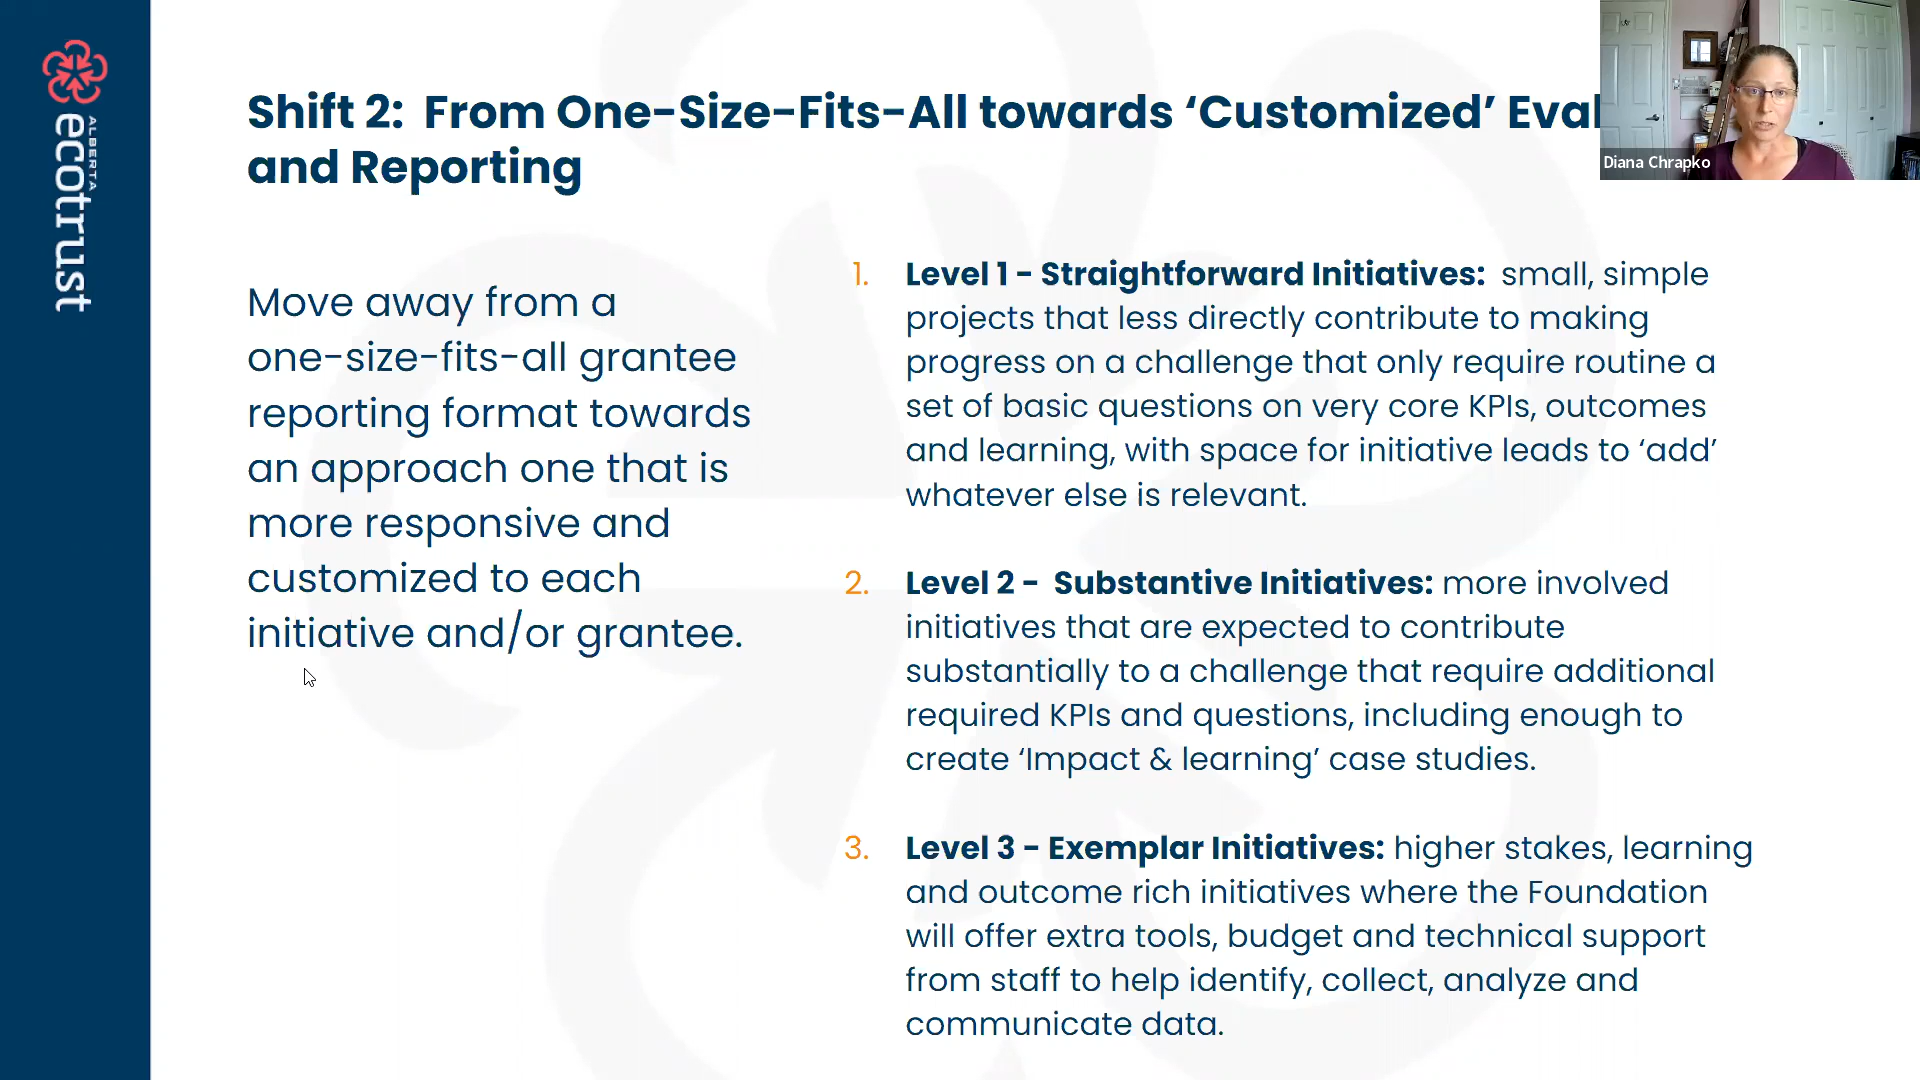 ALBERTA
ecotrust
Shift 2: From One-Size-Fits-All towards ‘Customized’ Eval
and Reporting
Diana Chrapko
Move away from a
one-size-fits-all grantee
reporting format towards
an approach one that is
more responsive and
customized to each
initiative and/or grantee.
1. Level 1 - Straightforward Initiatives: small, simple
projects that less directly contribute to making
progress on a challenge that only require routine a
set of basic questions on very core KPIs, outcomes
and learning, with space for initiative leads to ‘add’
whatever else is relevant.
2. Level 2 - Substantive Initiatives: more involved
initiatives that are expected to contribute
substantially to a challenge that require additional
required KPIs and questions, including enough to
create ‘Impact & learning’ case studies.
3. Level 3 - Exemplar Initiatives: higher stakes, learning
and outcome rich initiatives where the Foundation
will offer extra tools, budget and technical support
from staff to help identify, collect, analyze and
communicate data.